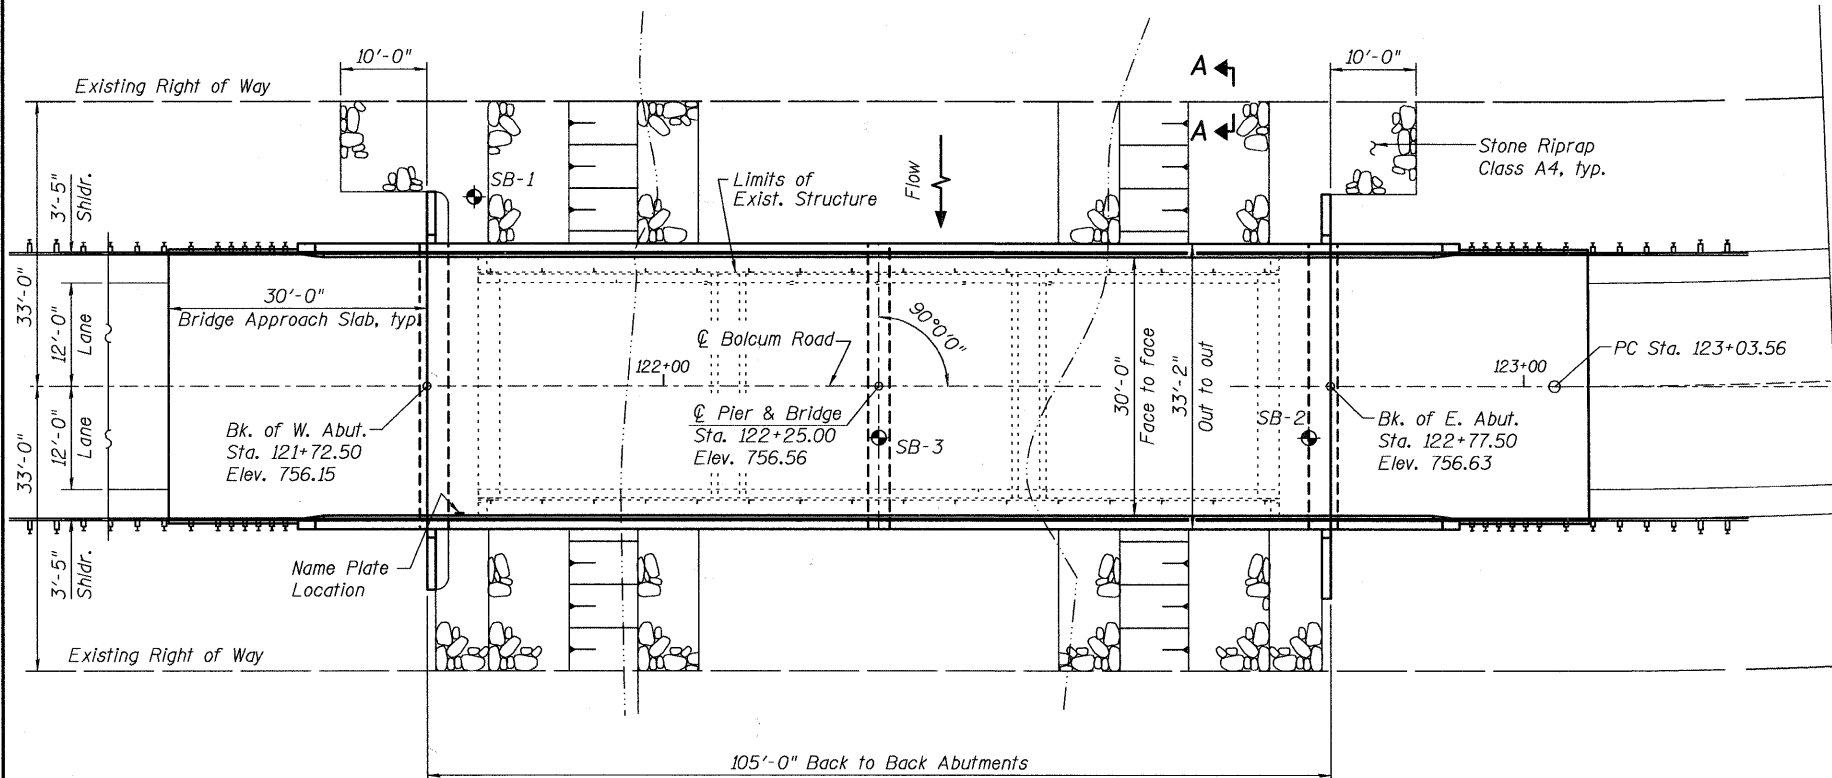 10'-0"
10'-0"
A
A
Existing Right of Way
Stone Riprap
Class A4, typ.
SB-1
Limits of
Exist. Structure
Flow
3'-5"
Shldr.
33'-0"
12'-0"
Lane
30'-0"
Bridge Approach Slab, typ.
90°0'0"
℄ Bolcum Road
122+00
123+00
PC Sta. 123+03.56
30'-0"
Face to face
33'-2"
Out to out
33'-0"
12'-0"
Lane
Bk. of W. Abut.
Sta. 121+72.50
Elev. 756.15
℄ Pier & Bridge
Sta. 122+25.00
Elev. 756.56
SB-3
SB-2
Bk. of E. Abut.
Sta. 122+77.50
Elev. 756.63
3'-5"
Shldr.
Name Plate
Location
Existing Right of Way
105'-0" Back to Back Abutments